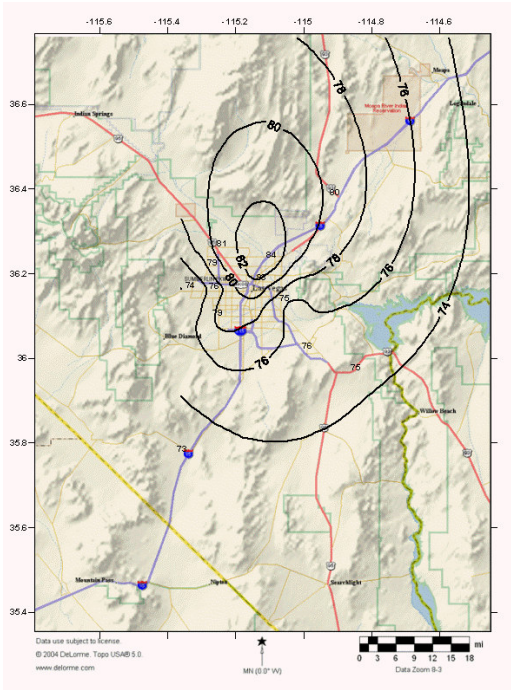 -115.6 -115.4 -115.2 -115 -114.8 -114.6
36.6
36.4
36.2
36
35.8
35.6
35.4
Moapa
Moapa River Indian
Reservation
Logandale
Indian Springs
78
76
80
80
81
79
84
82
80
78
76
74
76
75
79
74
Blue Diamond
76
76
75
Willow Beach
73
Mountain Pass
Nipton
Searchlight
Data use subject to license.
© 2004 DeLorme. Topo USA® 5.0.
www.delorme.com
MN (0.0° W)
mi
0 3 6 9 12 15 18
Data Zoom 8-3